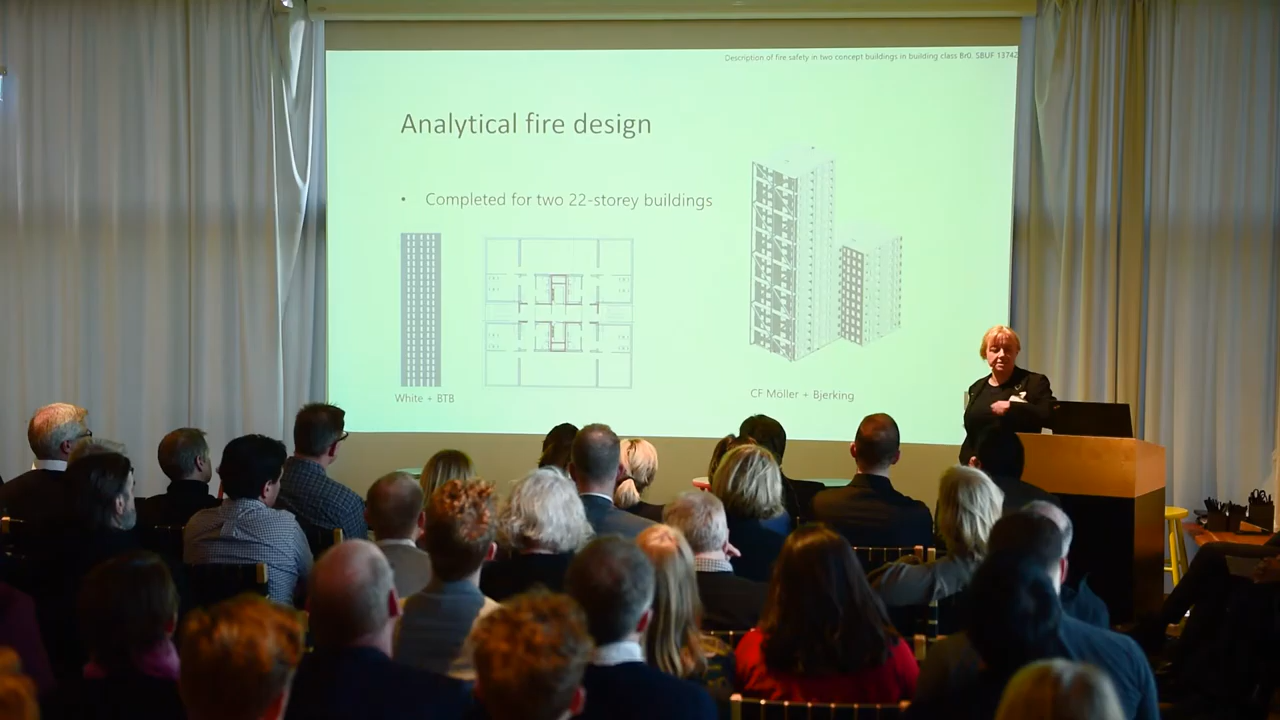 Description of fire safety in two concept buildings in building class Br0. SBUF 13742
Analytical fire design
• Completed for two 22-storey buildings
White + BTB
CF Möller + Bjerking